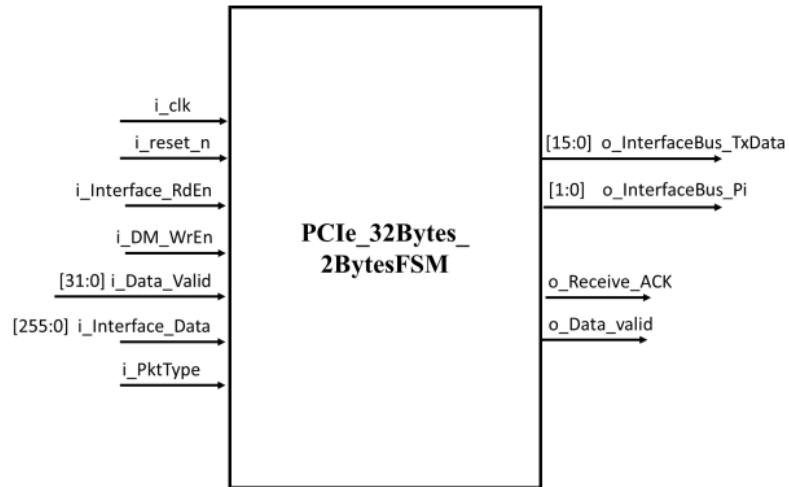 i_clk
i_reset_n
i_Interface_RdEn
i_DM_WrEn
[31:0] i_Data_Valid
[255:0] i_Interface_Data
i_PktType
PCIe_32Bytes_
2BytesFSM
[15:0] o_InterfaceBus_TxData
[1:0] o_InterfaceBus_Pi
o_Receive_ACK
o_Data_valid